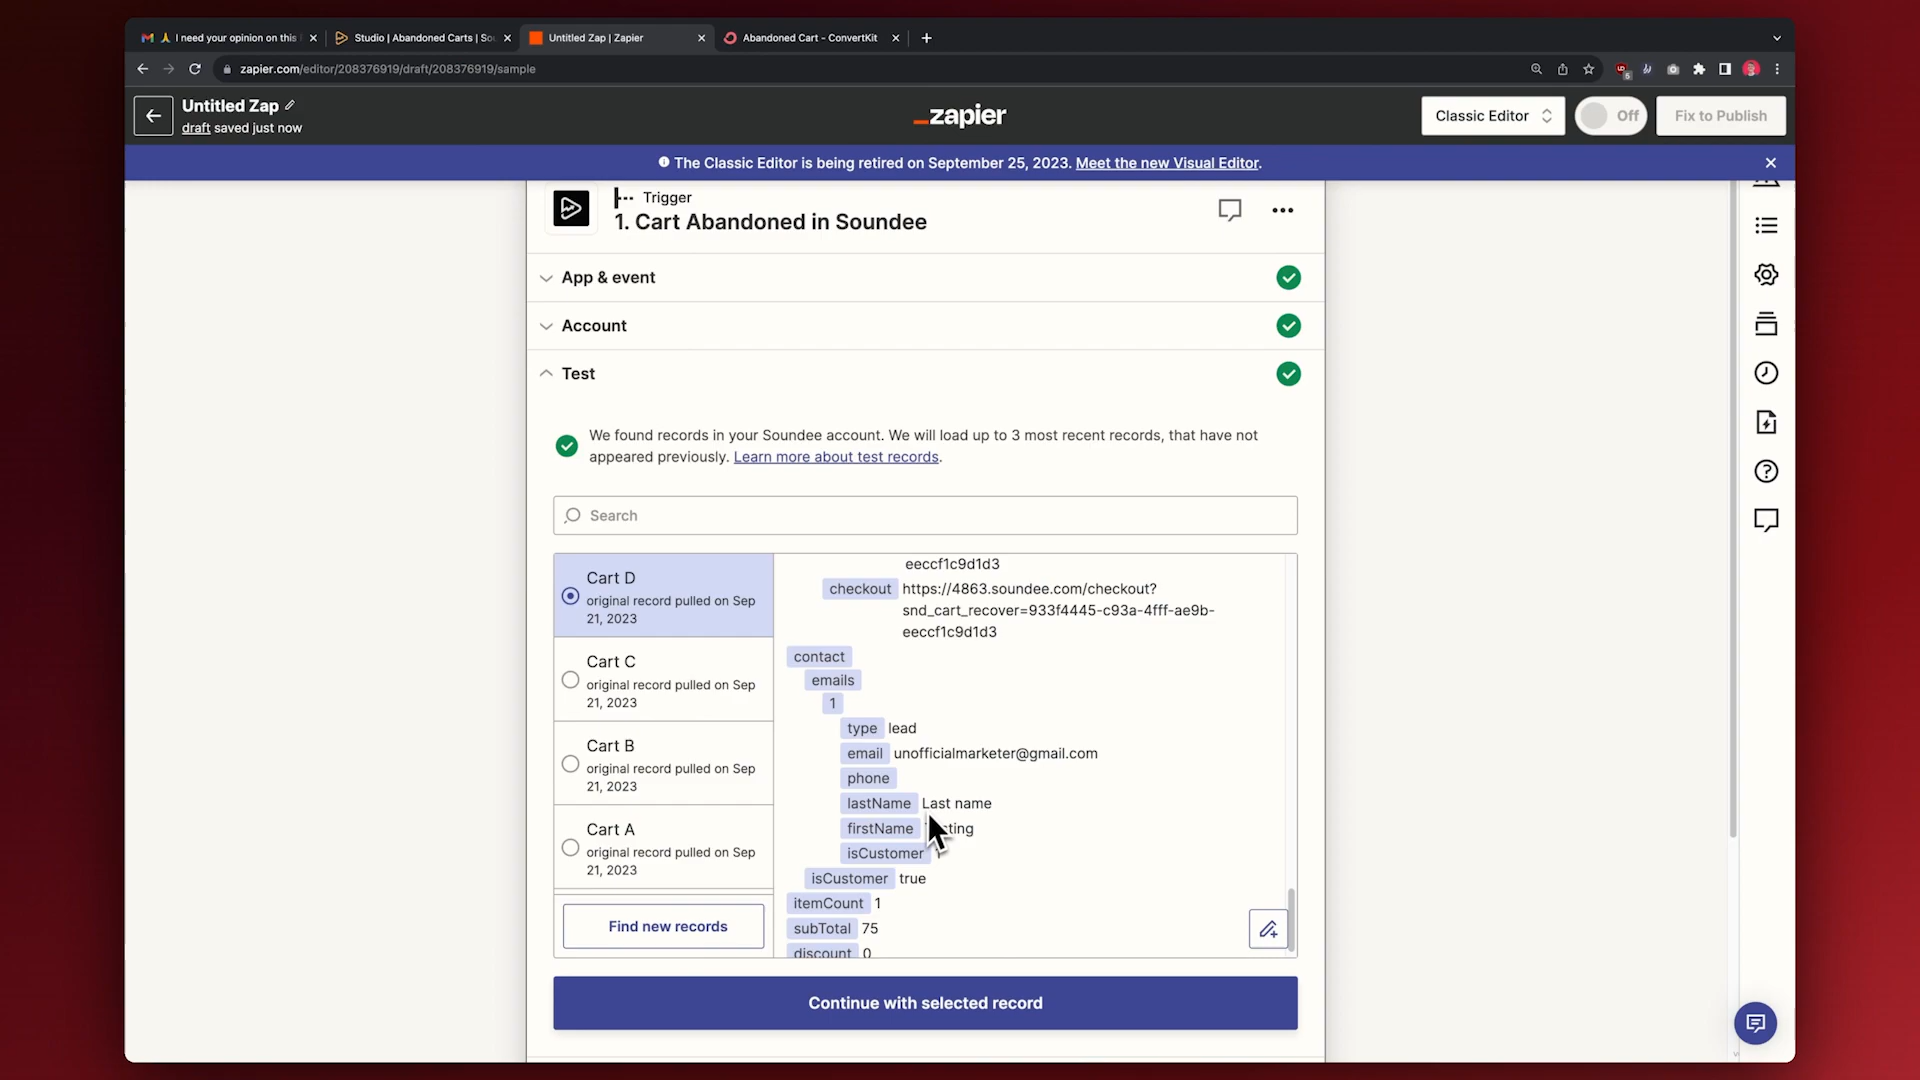 I need your opinion on this
Studio | Abandoned Carts | Sou
Untitled Zap | Zapier
Abandoned Cart - ConvertKit
zapier.com/editor/208376919/draft/208376919/sample
5
Untitled Zap
draft saved just now
_zapier
Classic Editor
Off
Fix to Publish
The Classic Editor is being retired on September 25, 2023. Meet the new Visual Editor.
Trigger
1. Cart Abandoned in Soundee
App & event
Account
Test
We found records in your Soundee account. We will load up to 3 most recent records, that have not
appeared previously. Learn more about test records.
Search
Cart D
original record pulled on Sep
21, 2023
Cart C
original record pulled on Sep
21, 2023
Cart B
original record pulled on Sep
21, 2023
Cart A
original record pulled on Sep
21, 2023
Find new records
eeccf1c9d1d3
checkout https://4863.soundee.com/checkout?
snd_cart_recover=933f4445-c93a-4fff-ae9b-
eeccf1c9d1d3
contact
emails
1
type lead
email unofficialmarketer@gmail.com
phone
lastName Last name
firstName
isCustomer
isCustomer true
itemCount 1
subTotal 75
discount 0
Continue with selected record